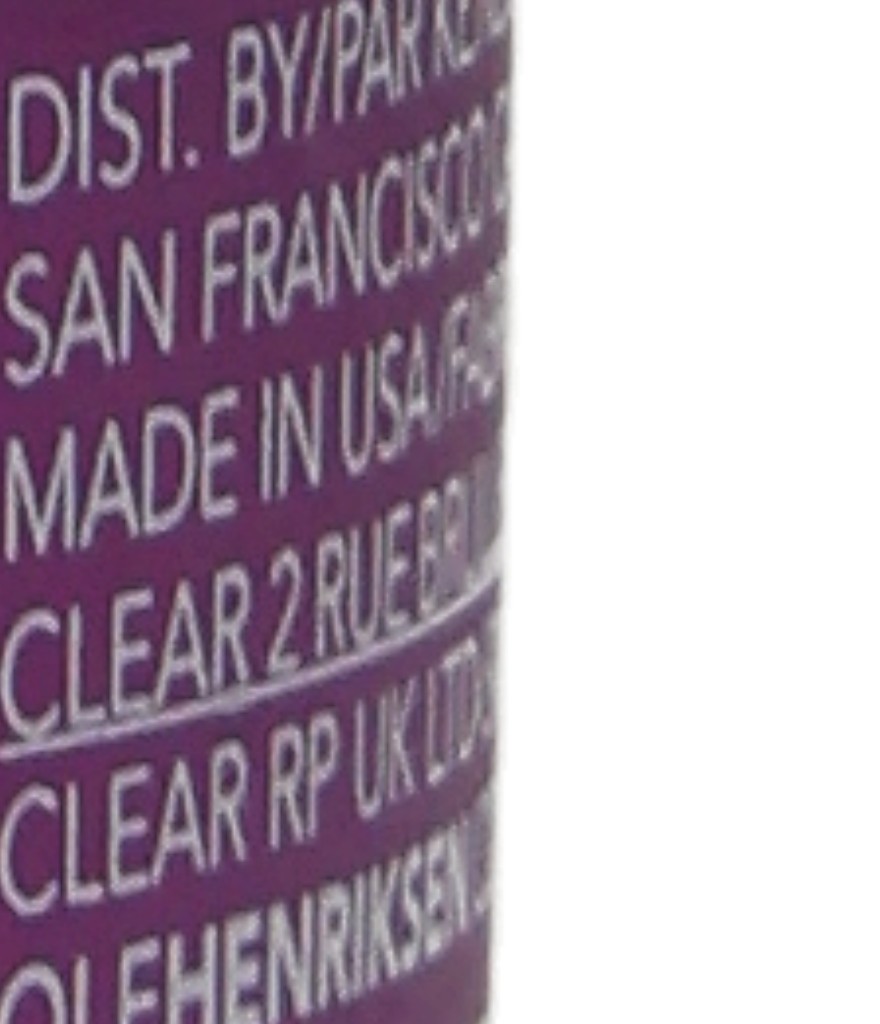 DIST. BY/PAR
SAN FRANCISCO
MADE IN USA/
CLEAR 2 RUE
CLEAR RP UK LTD
OLEHENRIKSEN